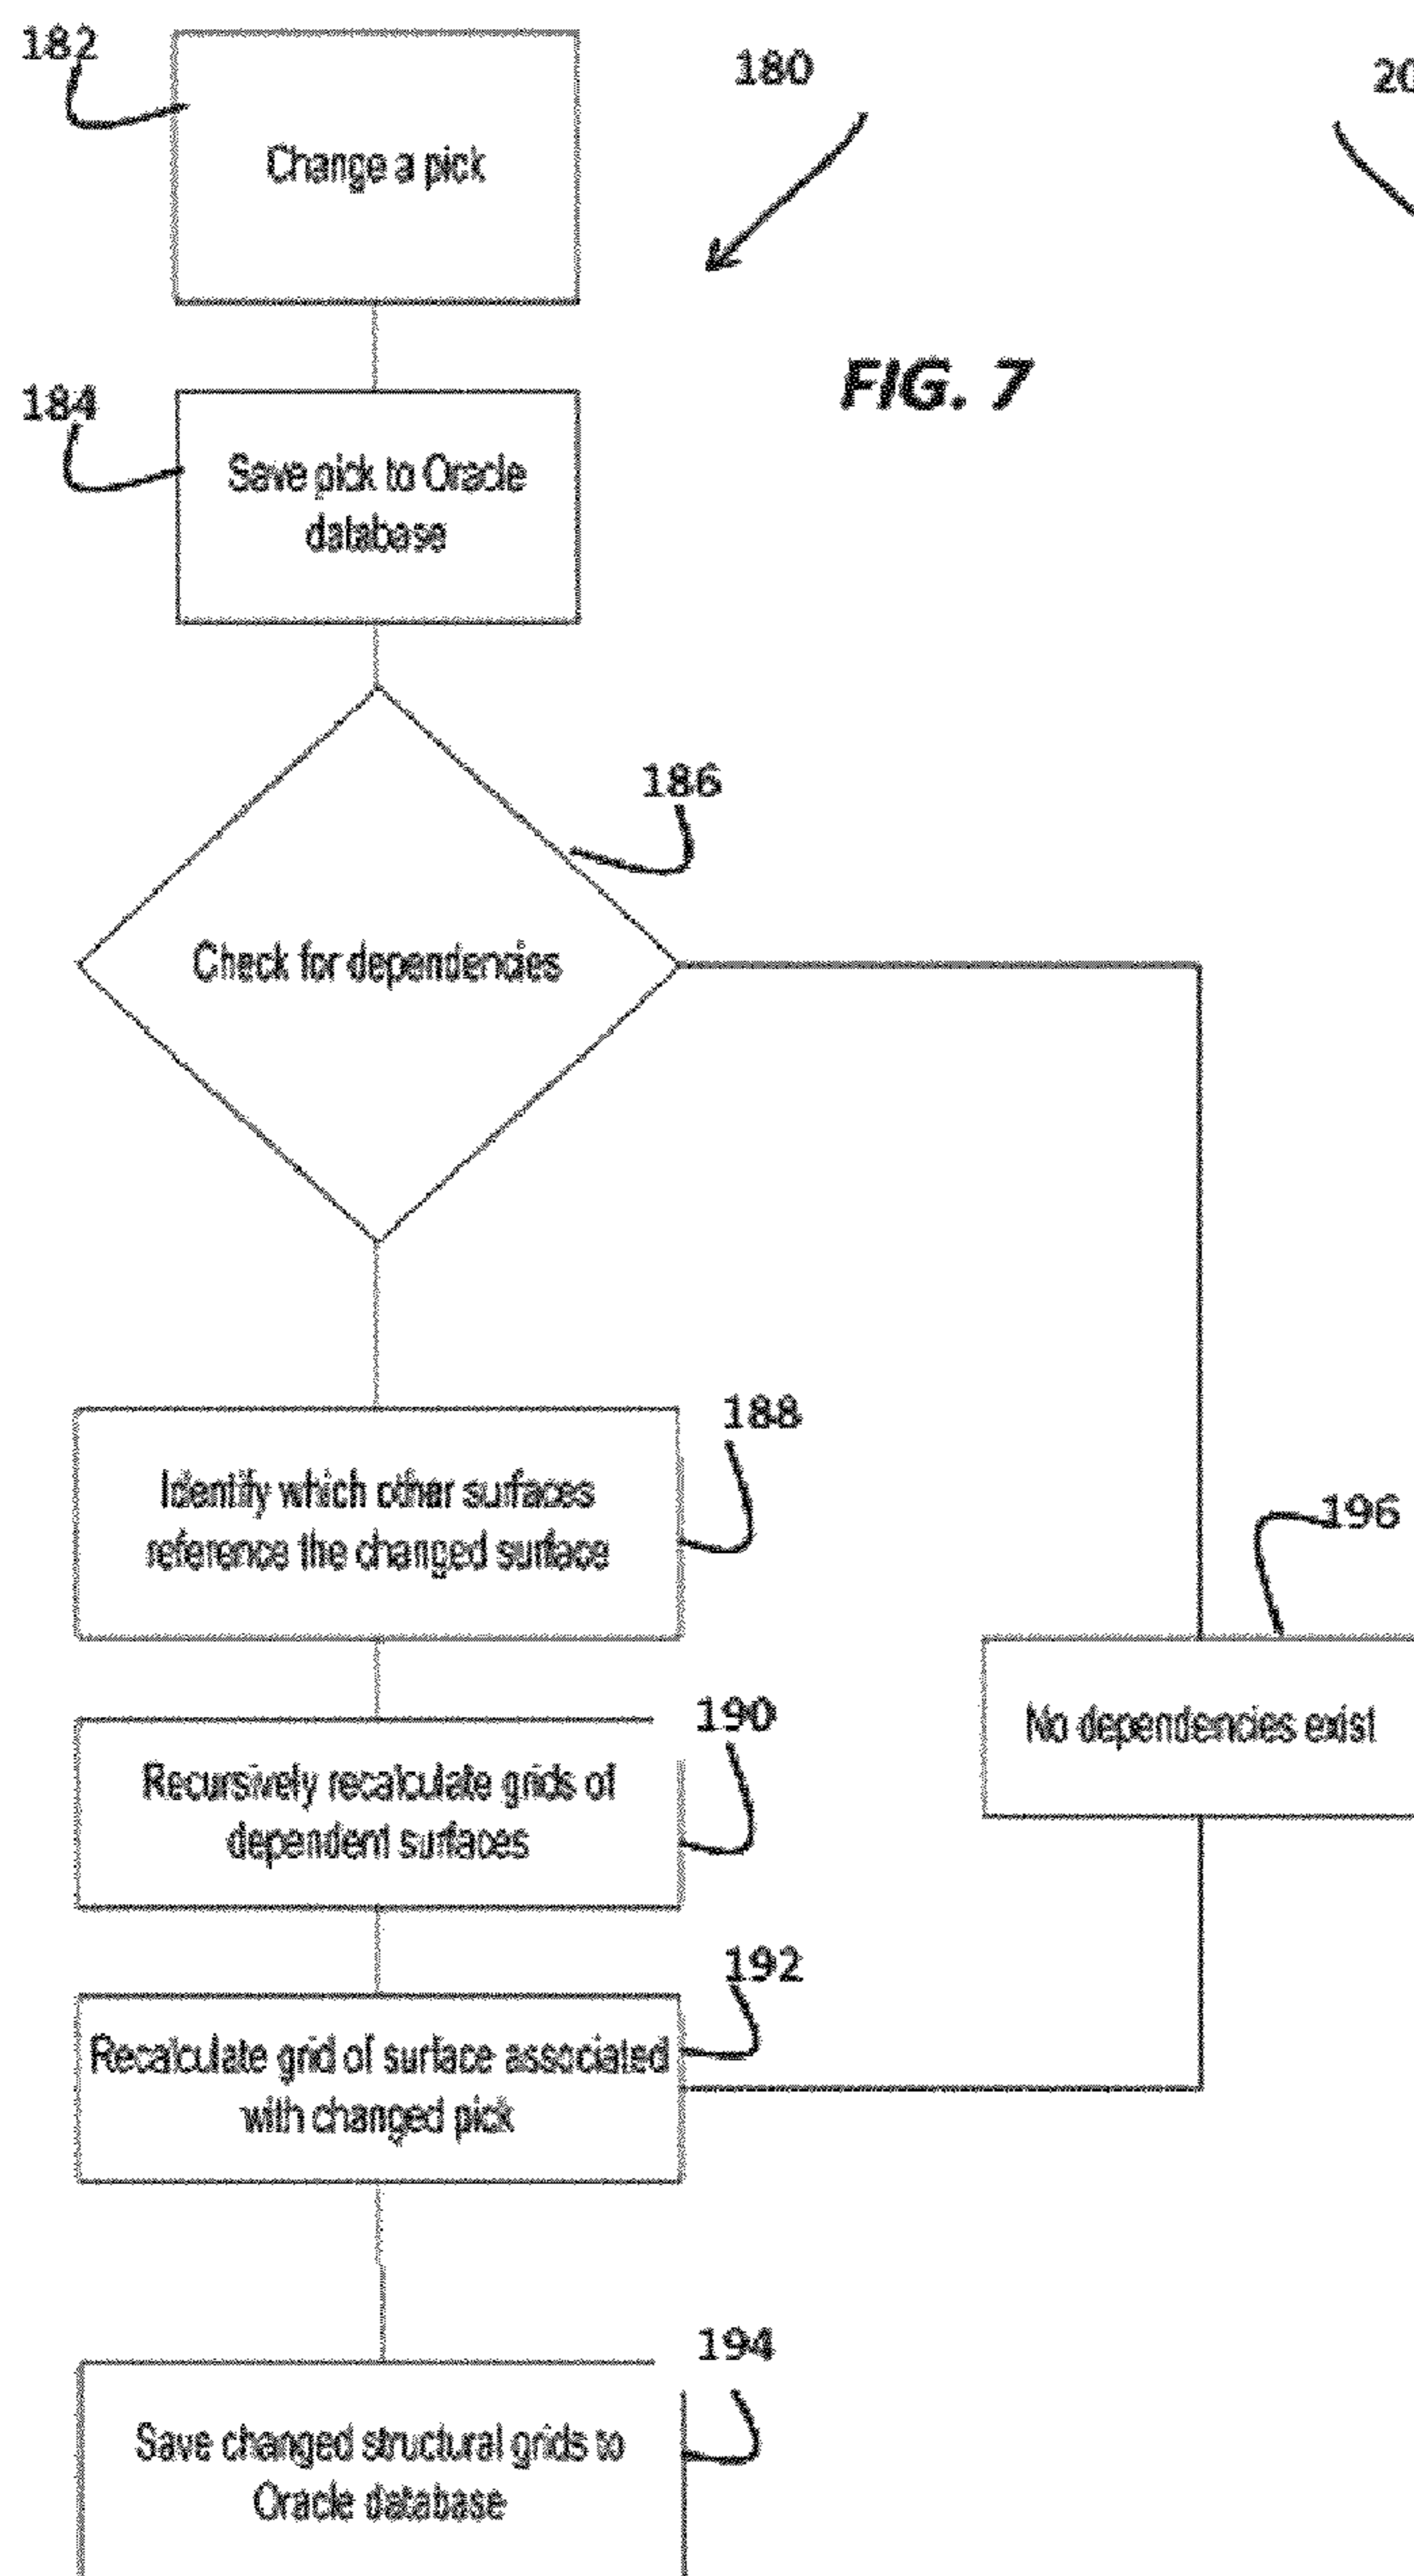 182
180
20
Change a pick
FIG. 7
184
Save pick to Oracle
database
186
Check for dependencies
188
Identify which other surfaces
reference the changed surface
196
190
No dependencies exist
Recursively recalculate grids of
dependent surfaces
192
Recalculate grid of surface associated
with changed pick
194
Save changed structural grids to
Oracle database